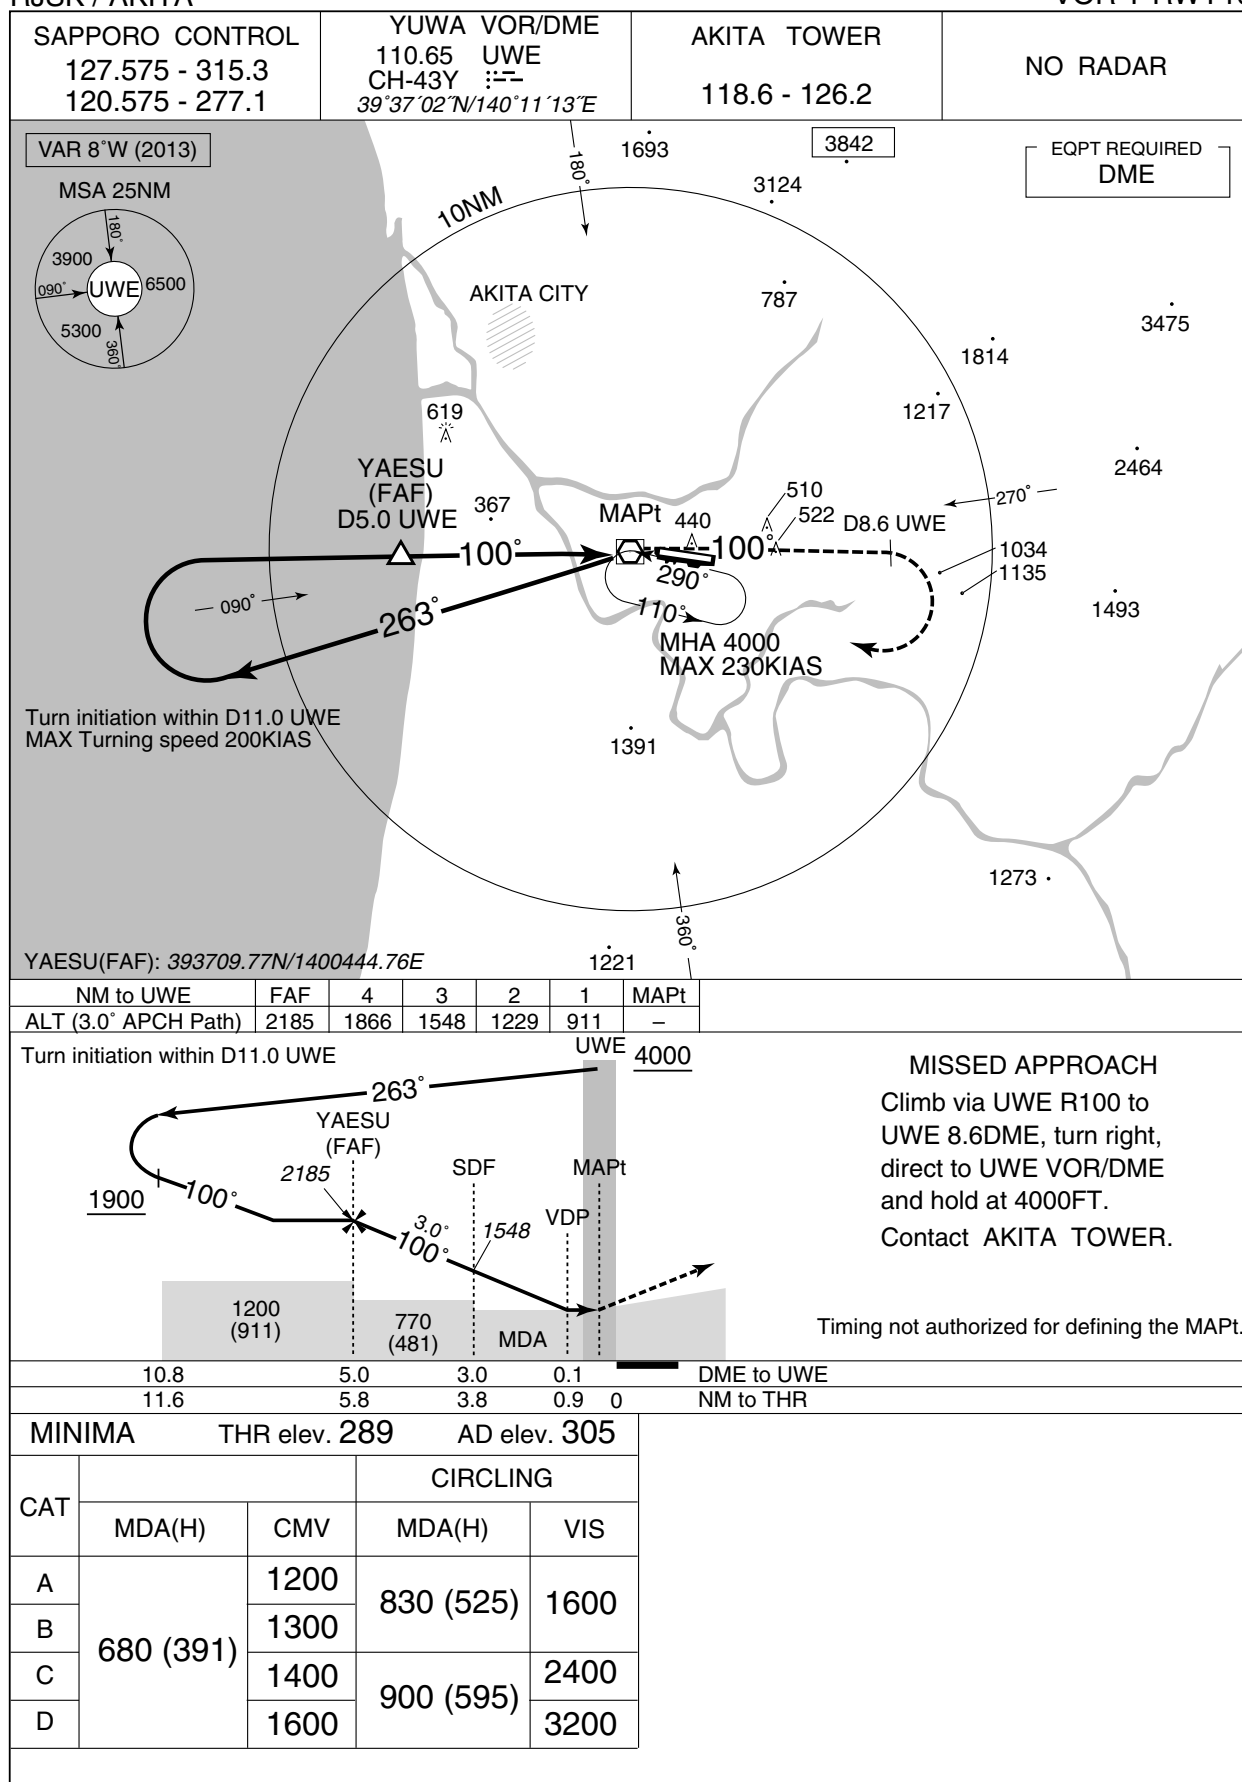 SAPPORO CONTROL
127.575 - 315.3
120.575 - 277.1
YUWA VOR/DME
110.65 UWE
CH-43Y
39°37´02˝N/140°11´13˝E
AKITA TOWER
118.6 - 126.2
NO RADAR
VAR 8°W (2013)
MSA 25NM
180°
3900
090°
UWE
6500
5300
360°
EQPT REQUIRED
DME
180°
1693
3842
3124
10NM
AKITA CITY
787
3475
1814
1217
619
2464
YAESU
(FAF)
D5.0 UWE
367
MAPt
440
510
522
D8.6 UWE
270°
100°
100°
1034
1135
290°
090°
263°
110°
1493
MHA 4000
MAX 230KIAS
Turn initiation within D11.0 UWE
MAX Turning speed 200KIAS
1391
1273
360°
YAESU(FAF): 393709.77N/1400444.76E
1221
NM to UWE FAF 4 3 2 1 MAPt
ALT (3.0° APCH Path) 2185 1866 1548 1229 911 –
Turn initiation within D11.0 UWE
UWE
4000
263°
YAESU
(FAF)
2185
SDF
MAPt
1900
100°
VDP
3.0°
100°
1548
1200
(911)
770
(481)
MDA
MISSED APPROACH
Climb via UWE R100 to
UWE 8.6DME, turn right,
direct to UWE VOR/DME
and hold at 4000FT.
Contact AKITA TOWER.
Timing not authorized for defining the MAPt.
10.8 5.0 3.0 0.1 DME to UWE
11.6 5.8 3.8 0.9 0 NM to THR
MINIMA THR elev. 289 AD elev. 305
CAT
CIRCLING
MDA(H) CMV MDA(H) VIS
A 1200
B 1300
830 (525) 1600
680 (391)
C 1400 2400
900 (595)
D 1600 3200